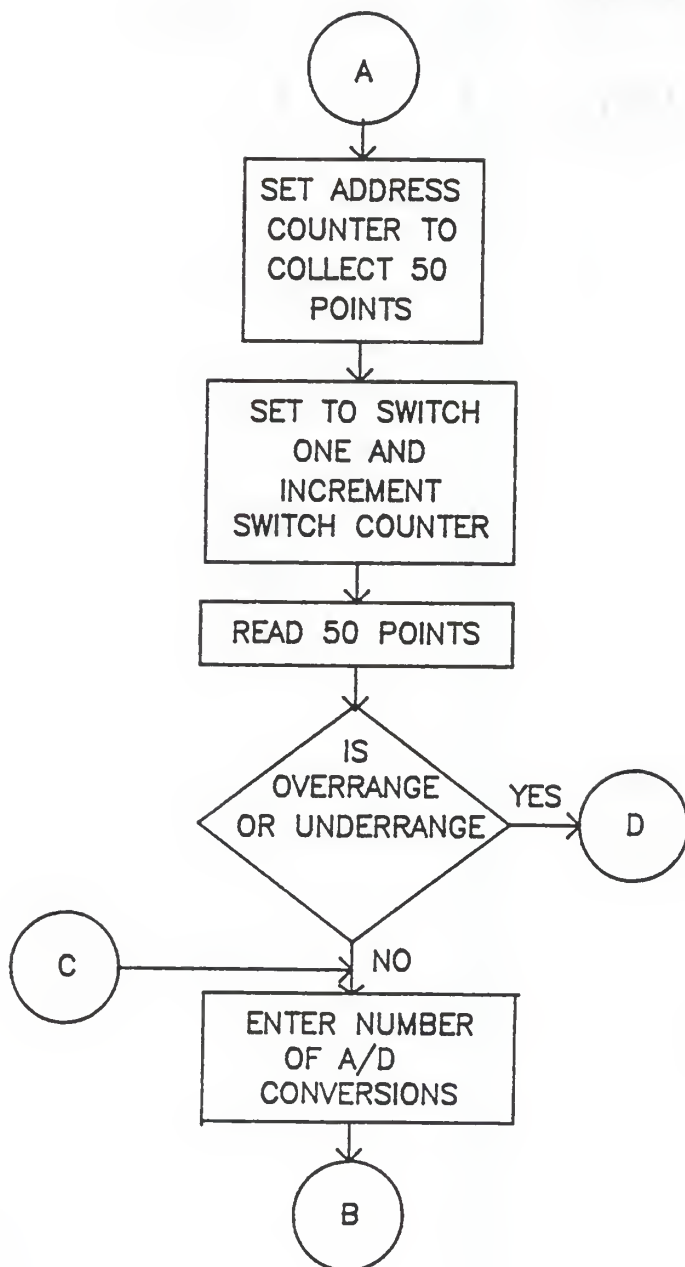 A
SET ADDRESS
COUNTER TO
COLLECT 50
POINTS
SET TO SWITCH
ONE AND
INCREMENT
SWITCH COUNTER
READ 50 POINTS
IS
OVERRANGE
OR UNDERRANGE
YES
D
C
NO
ENTER NUMBER
OF A/D
CONVERSIONS
B